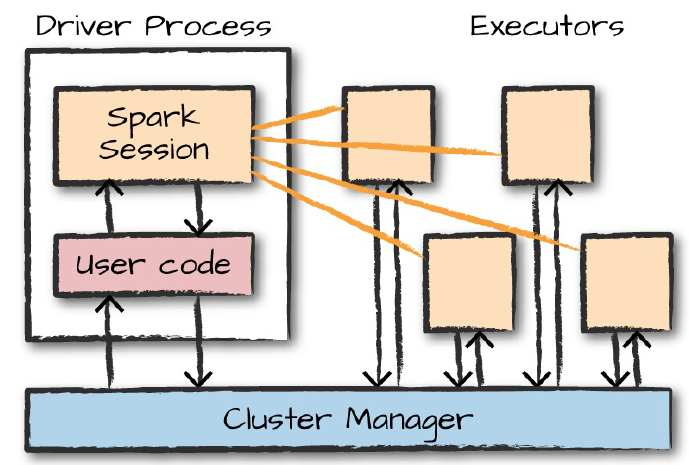 Driver Process
Executors
Spark
Session
User code
Cluster Manager